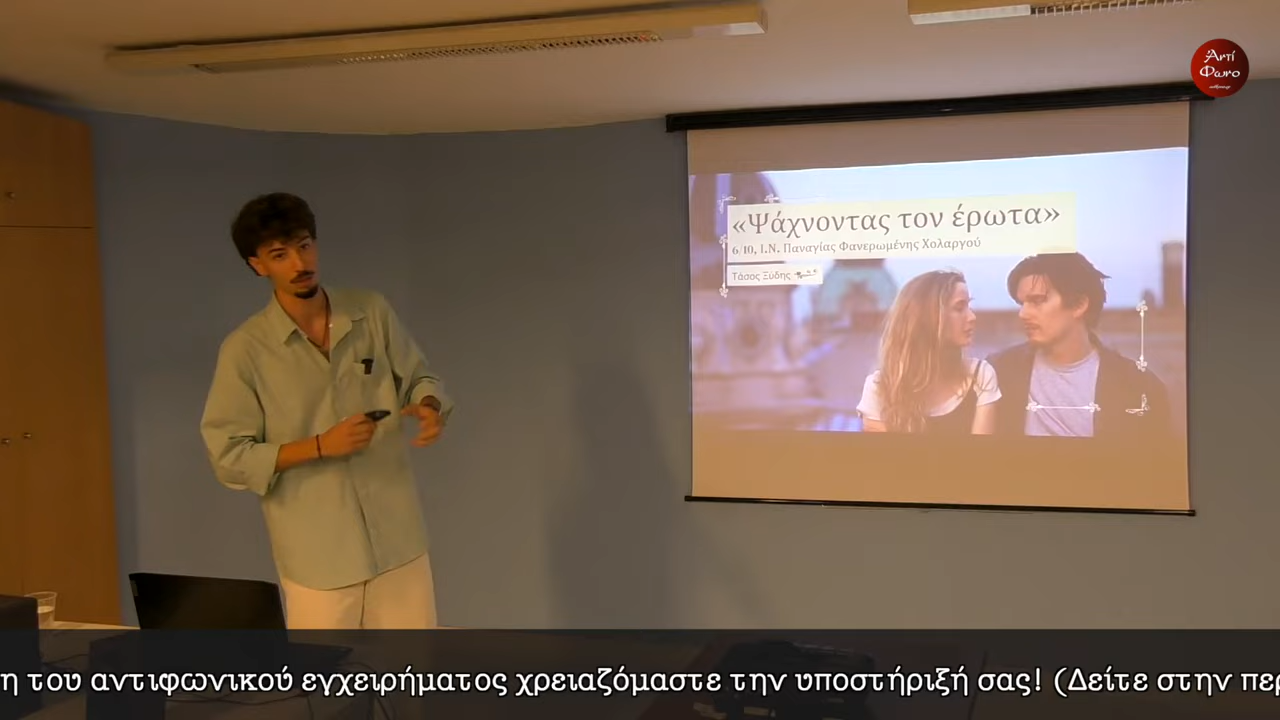 Ἀντί
Φωνο
«Ψάχνοντας τον έρωτα»
6/10, Ι.Ν. Παναγίας Φανερωμένης Χολαργού
Τάσος Ξύδης
η του αντιφωνικού εγχειρήματος χρειαζόμαστε την υποστήριξή σας! (Δείτε στην περ